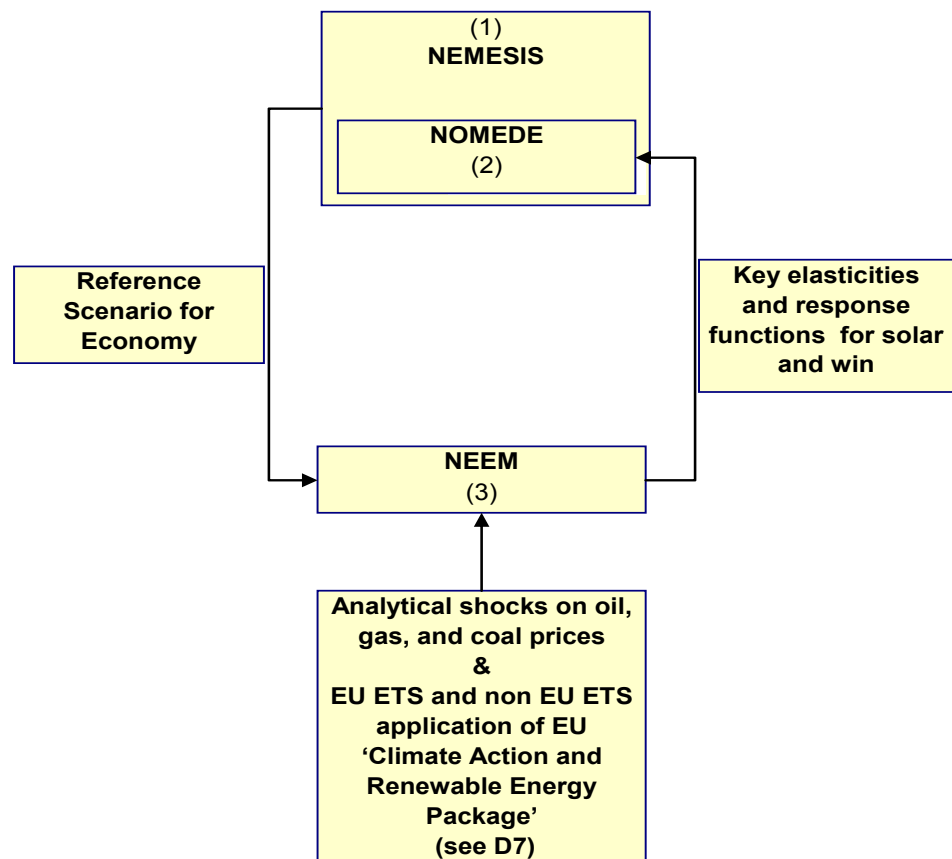 (1)
NEMESIS
NOMEDE
(2)
Reference
Scenario for
Economy
Key elasticities
and response
functions for solar
and win
NEEM
(3)
Analytical shocks on oil,
gas, and coal prices
&
EU ETS and non EU ETS
application of EU
‘Climate Action and
Renewable Energy
Package’
(see D7)